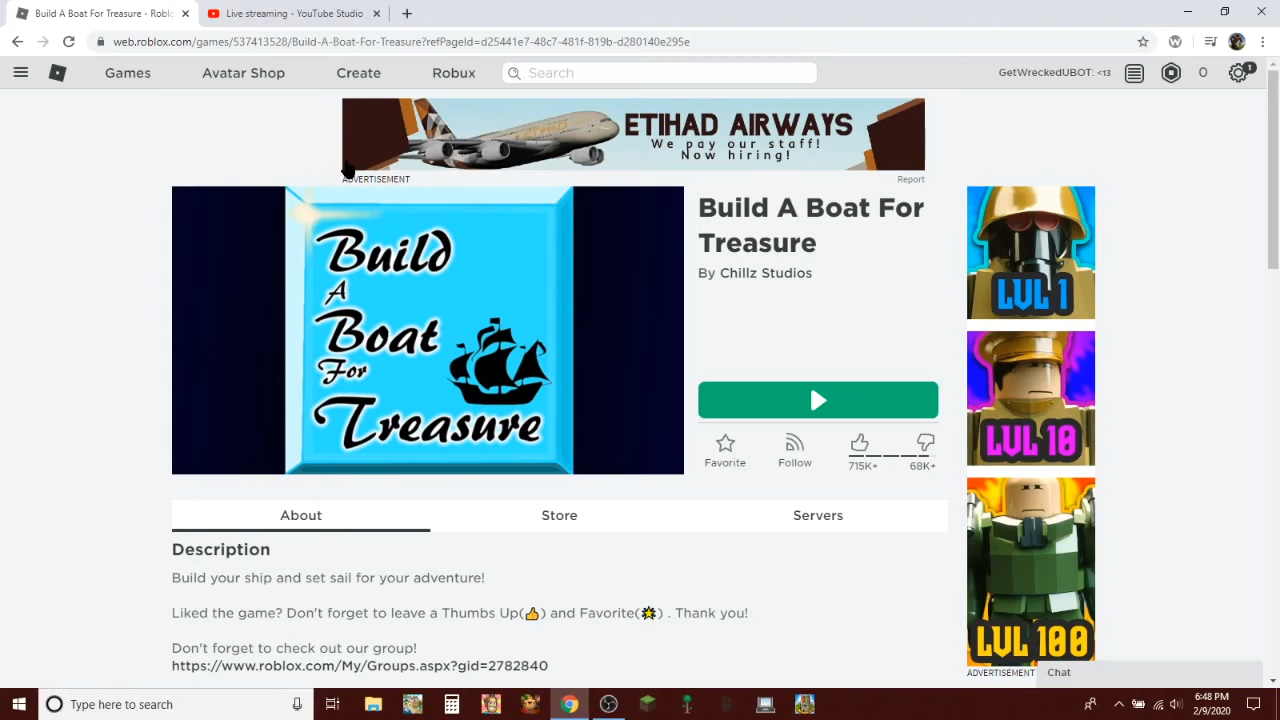 Build A Boat For Treasure - Roblo
Live streaming - YouTube Studio
web.roblox.com/games/537413528/Build-A-Boat-For-Treasure?refPageId=d25441e7-48c7-481f-819b-d280140e295e
Games
Avatar Shop
Create
Robux
Search
GetWreckedUBOT: <13
0
1
ETIHAD AIRWAYS
We pay our staff!
Now hiring!
ADVERTISEMENT
Report
Build
A
Boat
For
Treasure
Build A Boat For
Treasure
By Chillz Studios
Favorite
Follow
715K+
68K+
LVL 1
LVL 10
LVL 100
ADVERTISEMENT
About
Store
Servers
Description
Build your ship and set sail for your adventure!
Liked the game? Don't forget to leave a Thumbs Up(👍) and Favorite(🌟) . Thank you!
Don't forget to check out our group!
https://www.roblox.com/My/Groups.aspx?gid=2782840
Chat
Type here to search
6:48 PM
2/9/2020